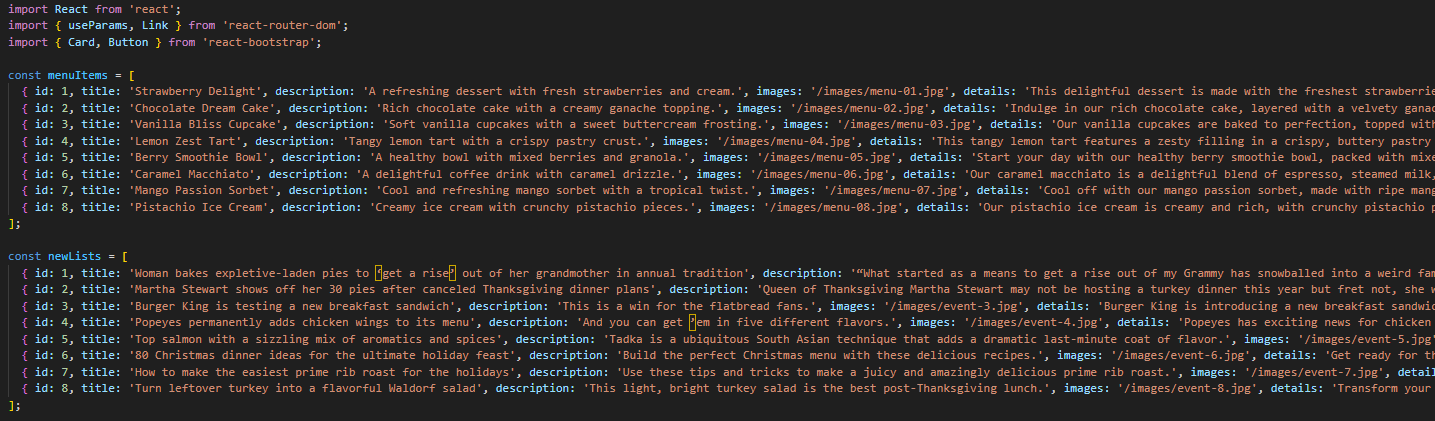 import React from 'react';
import { useParams, Link } from 'react-router-dom';
import { Card, Button } from 'react-bootstrap';
const menuItems = [
{ id: 1, title: 'Strawberry Delight', description: 'A refreshing dessert with fresh strawberries and cream.', images: '/images/menu-01.jpg', details: 'This delightful dessert is made with the freshest strawberrie
{ id: 2, title: 'Chocolate Dream Cake', description: 'Rich chocolate cake with a creamy ganache topping.', images: '/images/menu-02.jpg', details: 'Indulge in our rich chocolate cake, layered with a velvety ganac
{ id: 3, title: 'Vanilla Bliss Cupcake', description: 'Soft vanilla cupcakes with a sweet buttercream frosting.', images: '/images/menu-03.jpg', details: 'Our vanilla cupcakes are baked to perfection, topped with
{ id: 4, title: 'Lemon Zest Tart', description: 'Tangy lemon tart with a crispy pastry crust.', images: '/images/menu-04.jpg', details: 'This tangy lemon tart features a zesty filling in a crispy, buttery pastry
{ id: 5, title: 'Berry Smoothie Bowl', description: 'A healthy bowl with mixed berries and granola.', images: '/images/menu-05.jpg', details: 'Start your day with our healthy berry smoothie bowl, packed with mixe
{ id: 6, title: 'Caramel Macchiato', description: 'A delightful coffee drink with caramel drizzle.', images: '/images/menu-06.jpg', details: 'Our caramel macchiato is a delightful blend of espresso, steamed milk,
{ id: 7, title: 'Mango Passion Sorbet', description: 'Cool and refreshing mango sorbet with a tropical twist.', images: '/images/menu-07.jpg', details: 'Cool off with our mango passion sorbet, made with ripe mang
{ id: 8, title: 'Pistachio Ice Cream', description: 'Creamy ice cream with crunchy pistachio pieces.', images: '/images/menu-08.jpg', details: 'Our pistachio ice cream is creamy and rich, with crunchy pistachio p
];
const newLists = [
{ id: 1, title: 'Woman bakes expletive-laden pies to ‘get a rise’ out of her grandmother in annual tradition', description: '“What started as a means to get a rise out of my Grammy has snowballed into a weird fam
{ id: 2, title: 'Martha Stewart shows off her 30 pies after canceled Thanksgiving dinner plans', description: 'Queen of Thanksgiving Martha Stewart may not be hosting a turkey dinner this year but fret not, she w
{ id: 3, title: 'Burger King is testing a new breakfast sandwich', description: 'This is a win for the flatbread fans.', images: '/images/event-3.jpg', details: 'Burger King is introducing a new breakfast sandwic
{ id: 4, title: 'Popeyes permanently adds chicken wings to its menu', description: 'And you can get ’em in five different flavors.', images: '/images/event-4.jpg', details: 'Popeyes has exciting news for chicken
{ id: 5, title: 'Top salmon with a sizzling mix of aromatics and spices', description: 'Tadka is a ubiquitous South Asian technique that adds a dramatic last-minute coat of flavor.', images: '/images/event-5.jpg'
{ id: 6, title: '80 Christmas dinner ideas for the ultimate holiday feast', description: 'Build the perfect Christmas menu with these delicious recipes.', images: '/images/event-6.jpg', details: 'Get ready for th
{ id: 7, title: 'How to make the easiest prime rib roast for the holidays', description: 'Use these tips and tricks to make a juicy and amazingly delicious prime rib roast.', images: '/images/event-7.jpg', detai
{ id: 8, title: 'Turn leftover turkey into a flavorful Waldorf salad', description: 'This light, bright turkey salad is the best post-Thanksgiving lunch.', images: '/images/event-8.jpg', details: 'Transform your
];